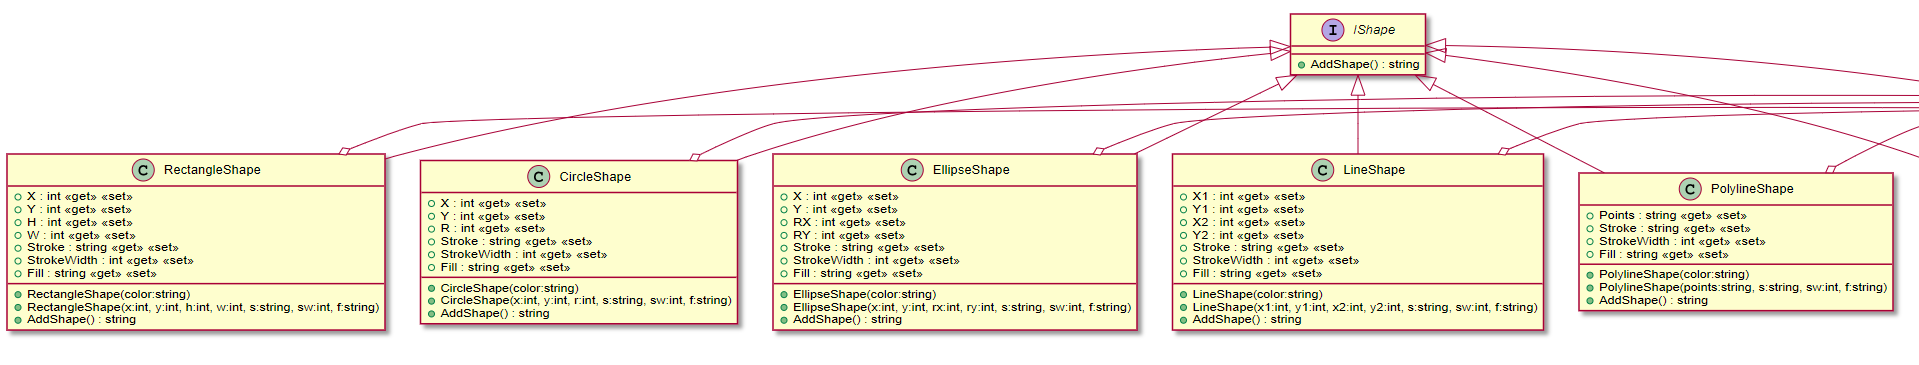 I IShape
AddShape() : string
C RectangleShape
X : int «get» «set»
Y : int «get» «set»
H : int «get» «set»
W : int «get» «set»
Stroke : string «get» «set»
StrokeWidth : int «get» «set»
Fill : string «get» «set»
RectangleShape(color:string)
RectangleShape(x:int, y:int, h:int, w:int, s:string, sw:int, f:string)
AddShape() : string
C CircleShape
X : int «get» «set»
Y : int «get» «set»
R : int «get» «set»
Stroke : string «get» «set»
StrokeWidth : int «get» «set»
Fill : string «get» «set»
CircleShape(color:string)
CircleShape(x:int, y:int, r:int, s:string, sw:int, f:string)
AddShape() : string
C EllipseShape
X : int «get» «set»
Y : int «get» «set»
RX : int «get» «set»
RY : int «get» «set»
Stroke : string «get» «set»
StrokeWidth : int «get» «set»
Fill : string «get» «set»
EllipseShape(color:string)
EllipseShape(x:int, y:int, rx:int, ry:int, s:string, sw:int, f:string)
AddShape() : string
C LineShape
X1 : int «get» «set»
Y1 : int «get» «set»
X2 : int «get» «set»
Y2 : int «get» «set»
Stroke : string «get» «set»
StrokeWidth : int «get» «set»
Fill : string «get» «set»
LineShape(color:string)
LineShape(x1:int, y1:int, x2:int, y2:int, s:string, sw:int, f:string)
AddShape() : string
C PolylineShape
Points : string «get» «set»
Stroke : string «get» «set»
StrokeWidth : int «get» «set»
Fill : string «get» «set»
PolylineShape(color:string)
PolylineShape(points:string, s:string, sw:int, f:string)
AddShape() : string